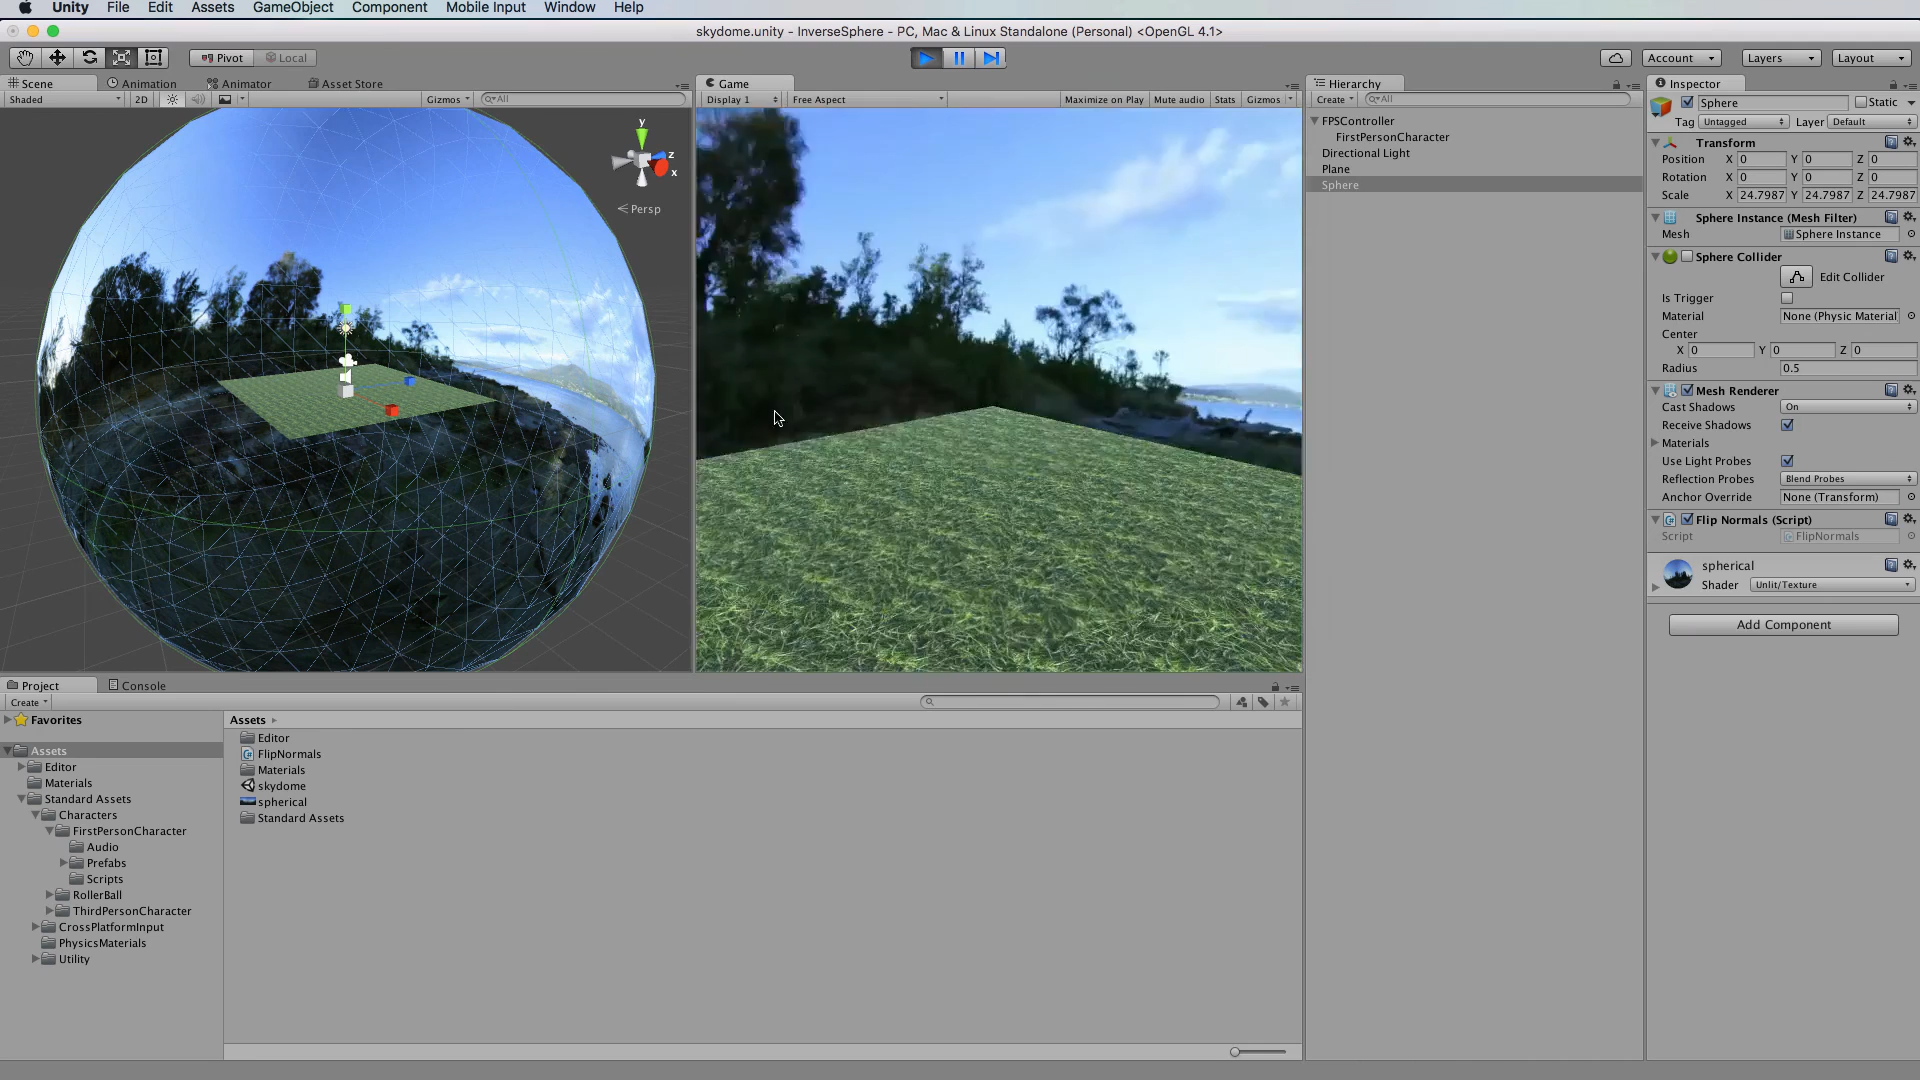 Unity File Edit Assets GameObject Component Mobile Input Window Help
skydome.unity - InverseSphere - PC, Mac & Linux Standalone (Personal) <OpenGL 4.1>
Pivot Local Account Layers Layout
Scene Animation Animator Asset Store
Shaded 2D Gizmos All
y
z
x
Persp
Game
Display 1 Free Aspect Maximize on Play Mute audio Stats Gizmos
Hierarchy
Create All
FPSController
FirstPersonCharacter
Directional Light
Plane
Sphere
Inspector
Sphere Static
Tag Untagged Layer Default
Transform
Position X 0 Y 0 Z 0
Rotation X 0 Y 0 Z 0
Scale X 24.7987 Y 24.7987 Z 24.7987
Sphere Instance (Mesh Filter)
Mesh Sphere Instance
Sphere Collider
Edit Collider
Is Trigger
Material None (Physic Material)
Center
X 0 Y 0 Z 0
Radius 0.5
Mesh Renderer
Cast Shadows On
Receive Shadows
Materials
Use Light Probes
Reflection Probes Blend Probes
Anchor Override None (Transform)
Flip Normals (Script)
Script FlipNormals
spherical
Shader Unlit/Texture
Add Component
Project Console
Create
Favorites
Assets
Editor
Materials
Standard Assets
Characters
FirstPersonCharacter
Audio
Prefabs
Scripts
RollerBall
ThirdPersonCharacter
CrossPlatformInput
PhysicsMaterials
Utility
Assets
Editor
FlipNormals
Materials
skydome
spherical
Standard Assets